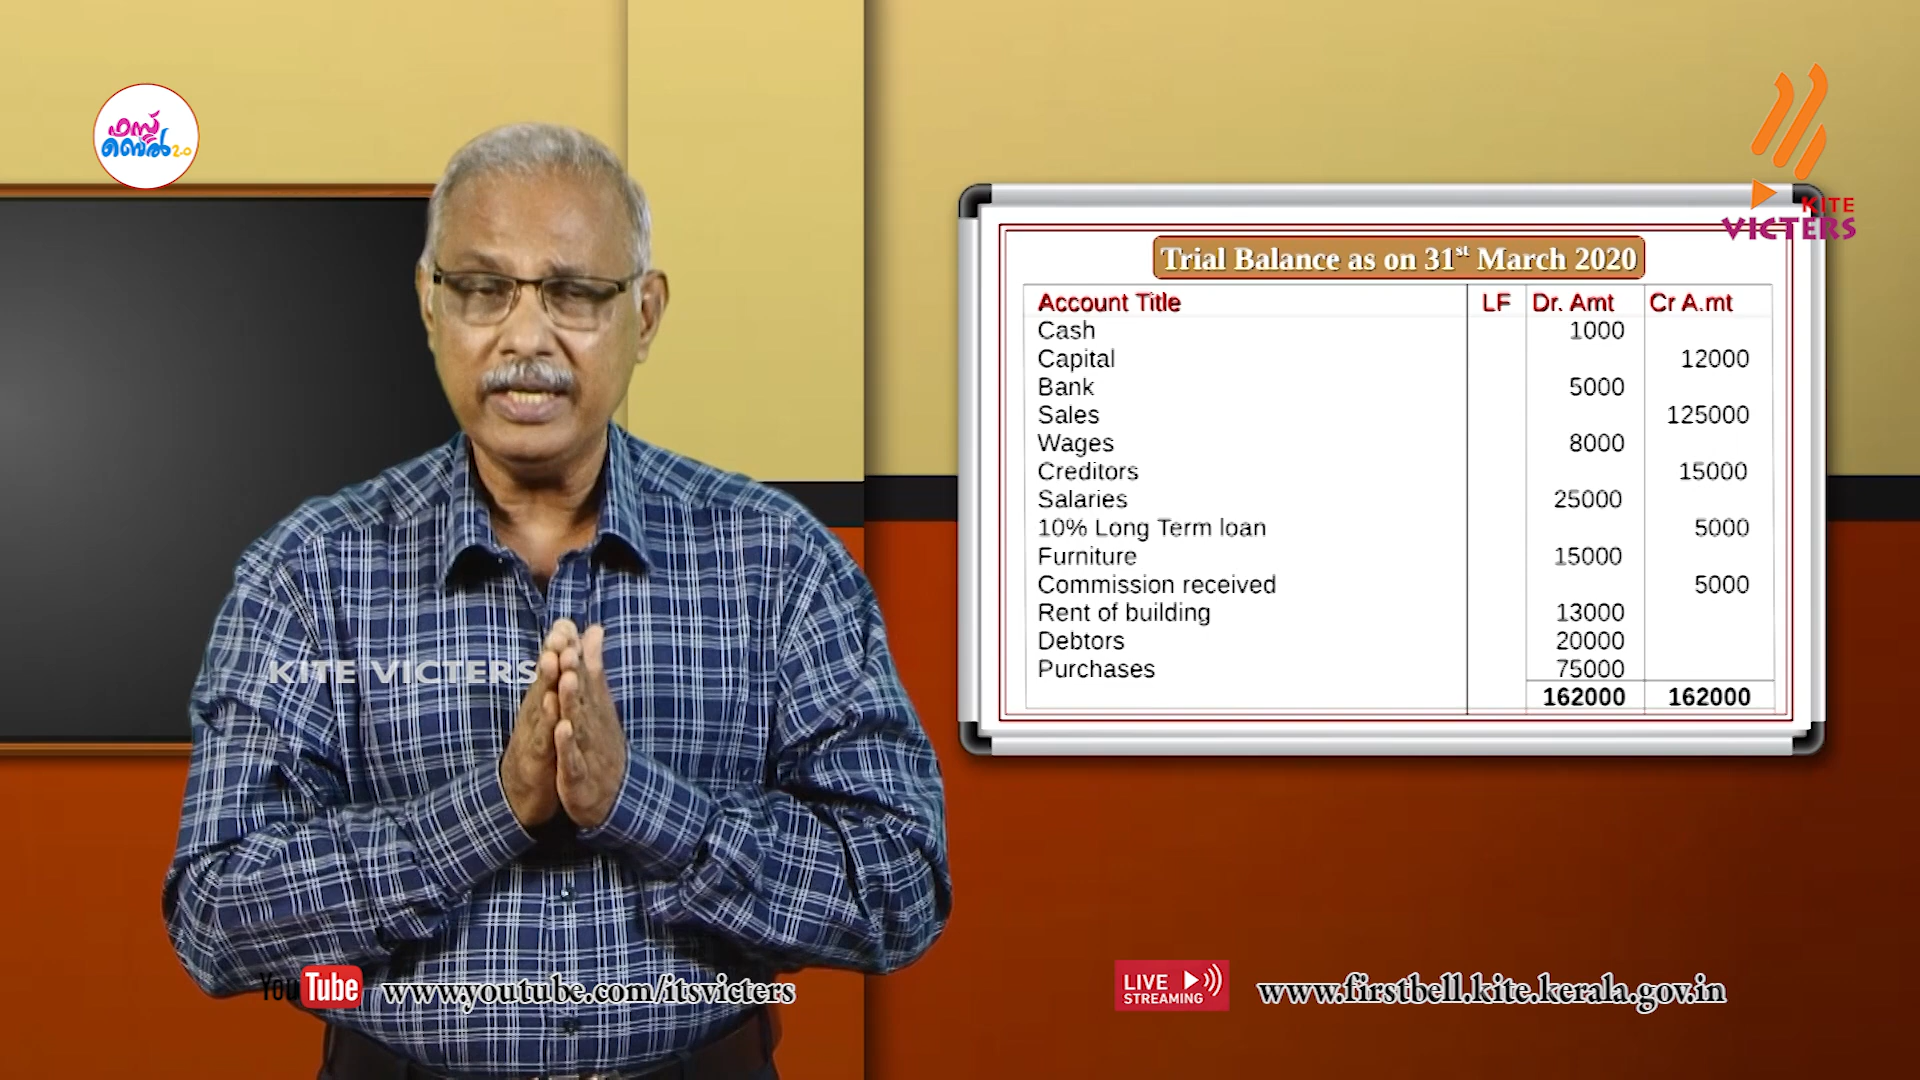 ഫസ്റ്റ്
ബെൽ 2.0
KITE
VICTERS
Trial Balance as on 31st March 2020
Account Title LF Dr. Amt Cr A.mt
Cash 1000
Capital 12000
Bank 5000
Sales 125000
Wages 8000
Creditors 15000
Salaries 25000
10% Long Term loan 5000
Furniture 15000
Commission received 5000
Rent of building 13000
Debtors 20000
Purchases 75000
162000 162000
KITE VICTERS
YouTube www.youtube.com/itsvicters
LIVE
STREAMING
www.firstbell.kite.kerala.gov.in